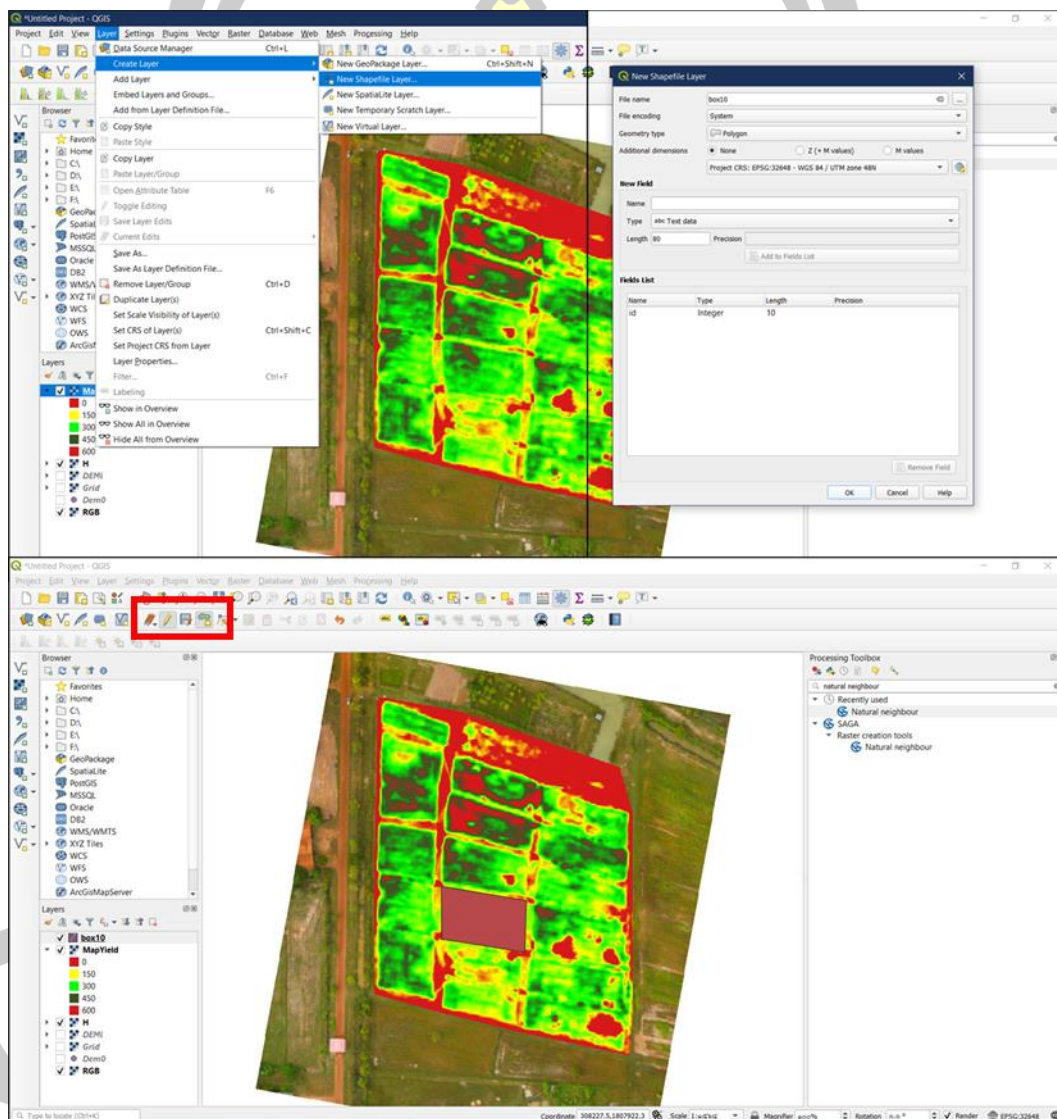 *Untitled Project - QGIS
Project Edit View Layer Settings Plugins Vector Raster Database Web Mesh Processing Help
Data Source Manager Ctrl+L
Create Layer
Add Layer
Embed Layers and Groups...
Add from Layer Definition File...
Copy Style
Paste Style
Copy Layer
Paste Layer/Group
Open Attribute Table F6
Toggle Editing
Save Layer Edits
Current Edits
Save As...
Save As Layer Definition File...
Remove Layer/Group Ctrl+D
Duplicate Layer(s)
Set Scale Visibility of Layer(s)
Set CRS of Layer(s) Ctrl+Shift+C
Set Project CRS from Layer
Layer Properties...
Filter... Ctrl+F
Labeling
Show in Overview
Show All in Overview
Hide All from Overview
New GeoPackage Layer... Ctrl+Shift+N
New Shapefile Layer...
New SpatiaLite Layer...
New Temporary Scratch Layer...
New Virtual Layer...
Browser
Home
C:\
D:\
E:\
F:\
MSSQL
Oracle
DB2
WCS
WFS
OWS
Layers
0
150
300
450
600
H
DEMi
Grid
Dem0
RGB
New Shapefile Layer
File name box10
File encoding System
Geometry type Polygon
Additional dimensions None Z (+ M values) M values
Project CRS: EPSG:32648 - WGS 84 / UTM zone 48N
New Field
Name
Type abc Text data
Length 80 Precision
Add to Fields List
Fields List
Name Type Length Precision
id Integer 10
Remove Field
OK Cancel Help
*Untitled Project - QGIS
Project Edit View Layer Settings Plugins Vector Raster Database Web Mesh Processing Help
Browser
Favorites
Home
C:\
D:\
E:\
F:\
GeoPackage
SpatiaLite
PostGIS
MSSQL
Oracle
DB2
WMS/WMTS
XYZ Tiles
WCS
WFS
OWS
ArcGisMapServer
Layers
box10
MapYield
0
150
300
450
600
H
DEMi
Grid
Dem0
RGB
Processing Toolbox
natural neighbour
Recently used
Natural neighbour
SAGA
Raster creation tools
Natural neighbour
Type to locate (Ctrl+K)
Coordinate 308227.5,1807922.3 Scale Magnifier Rotation Render EPSG:32648